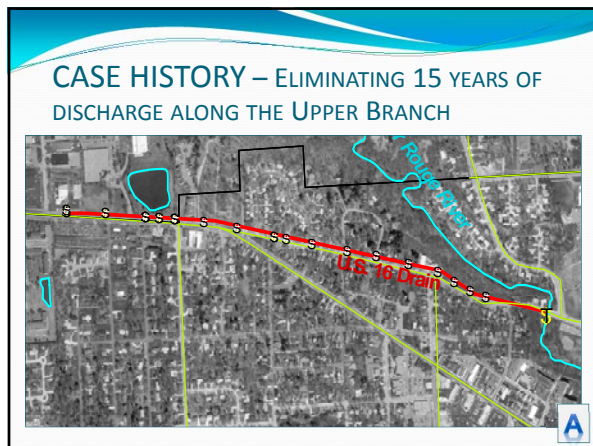 CASE HISTORY – ELIMINATING 15 YEARS OF
DISCHARGE ALONG THE UPPER BRANCH
r Rouge River
U.S. 16 Drain
S S S S S S S S S S S S S S S S S
A